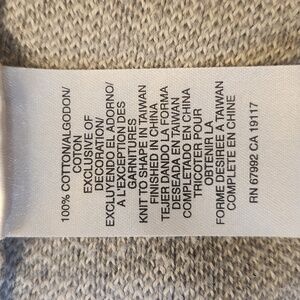 100% COTTON/ALGODON/
COTON
EXCLUSIVE OF
DECORATION/
EXCLUYENDO EL ADORNO/
A L'EXCEPTION DES
GARNITURES
KNIT TO SHAPE IN TAIWAN
FINISHED IN CHINA
TEJER DANDO LA FORMA
DESEADA EN TAIWAN
COMPLETADO EN CHINA
TRICOTER POUR
OBTENIR LA
FORME DESIREE A TAIWAN
COMPLETE EN CHINE
RN 67992 CA 19117